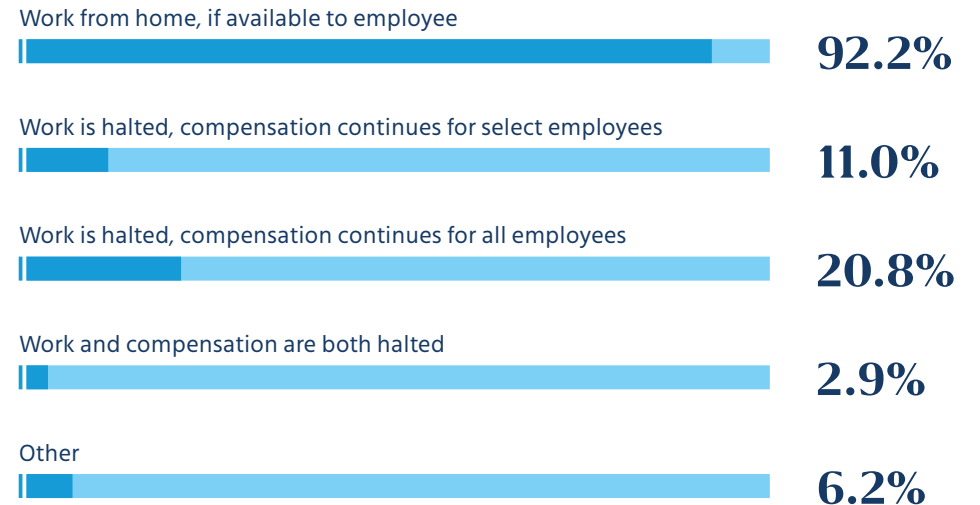 Work from home, if available to employee
92.2%
Work is halted, compensation continues for select employees
11.0%
Work is halted, compensation continues for all employees
20.8%
Work and compensation are both halted
2.9%
Other
6.2%